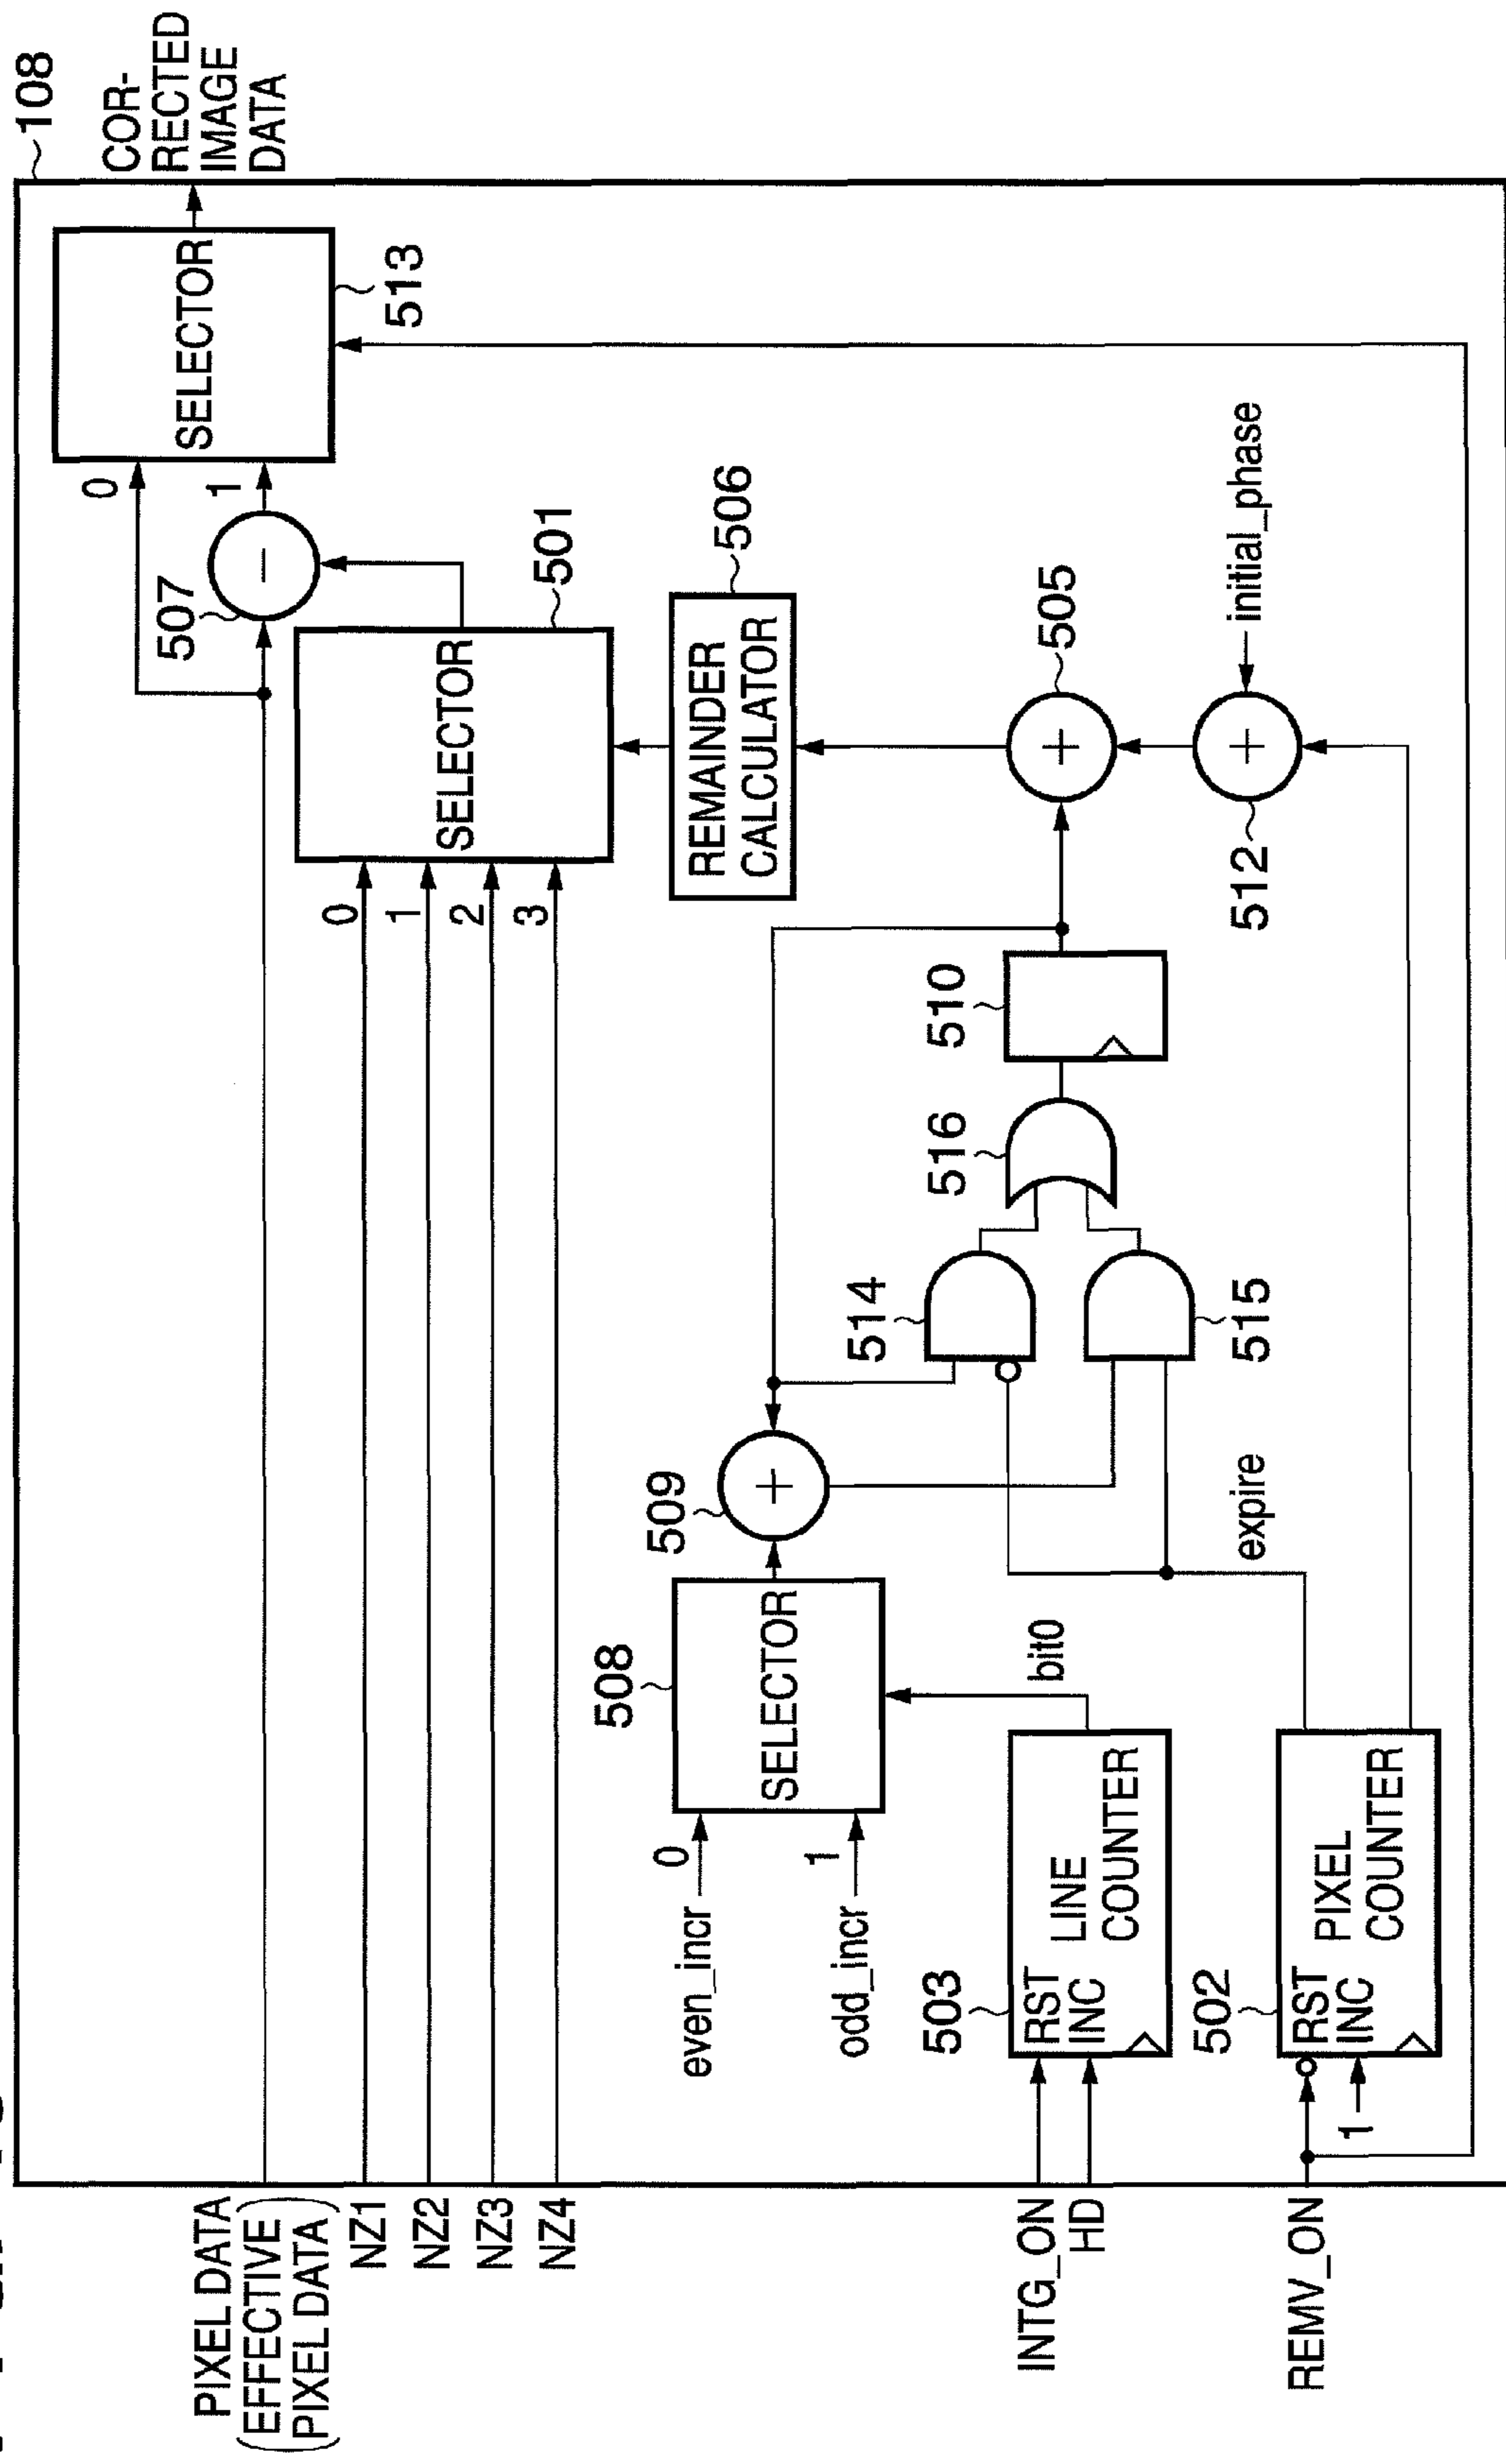 108
COR-
RECTED
IMAGE
DATA
SELECTOR
513
0
1
507
SELECTOR
501
0
1
2
3
REMAINDER
CALCULATOR
506
505
+
initial_phase
512
+
510
516
514
515
509
+
expire
508
SELECTOR
0
1
even_incr
odd_incr
bit0
503
RST
INC
LINE
COUNTER
502
RST
INC
PIXEL
COUNTER
1
PIXEL DATA
(EFFECTIVE
PIXEL DATA)
NZ1
NZ2
NZ3
NZ4
INTG_ON
HD
REMV_ON